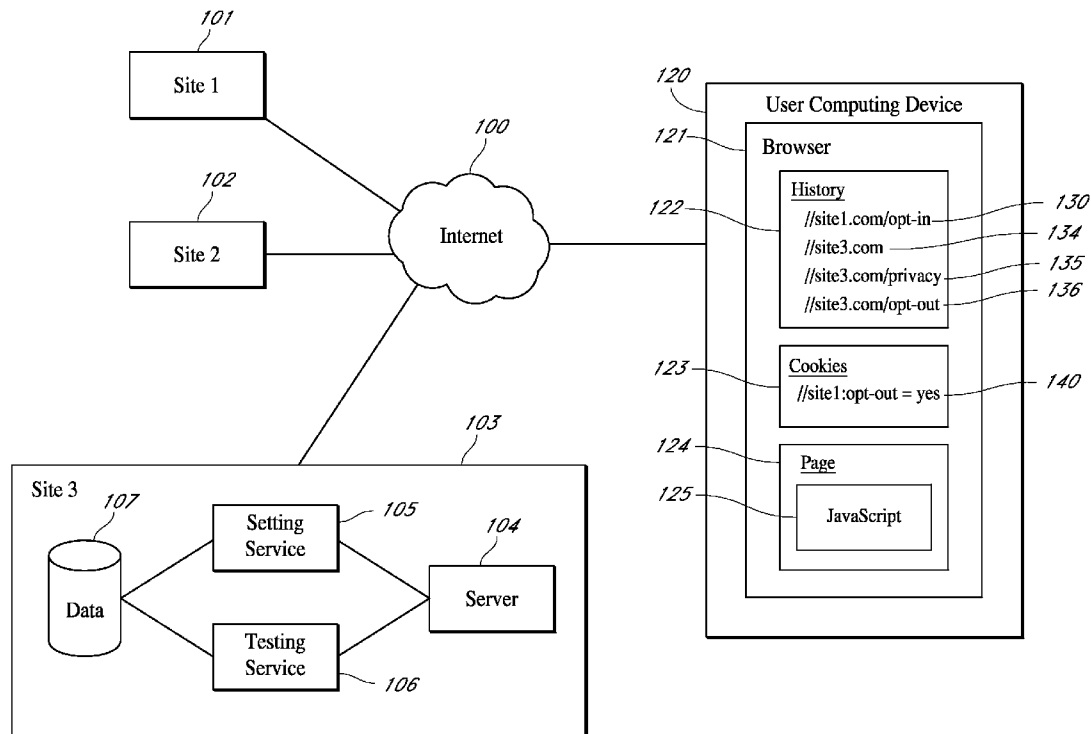 101
Site 1
102
Site 2
100
Internet
Site 3
103
107
Data
Setting
Service
105
Testing
Service
106
104
Server
120
User Computing Device
121
Browser
122
History
//site1.com/opt-in
130
//site3.com
134
//site3.com/privacy
135
//site3.com/opt-out
136
123
Cookies
//site1:opt-out = yes
140
124
Page
125
JavaScript